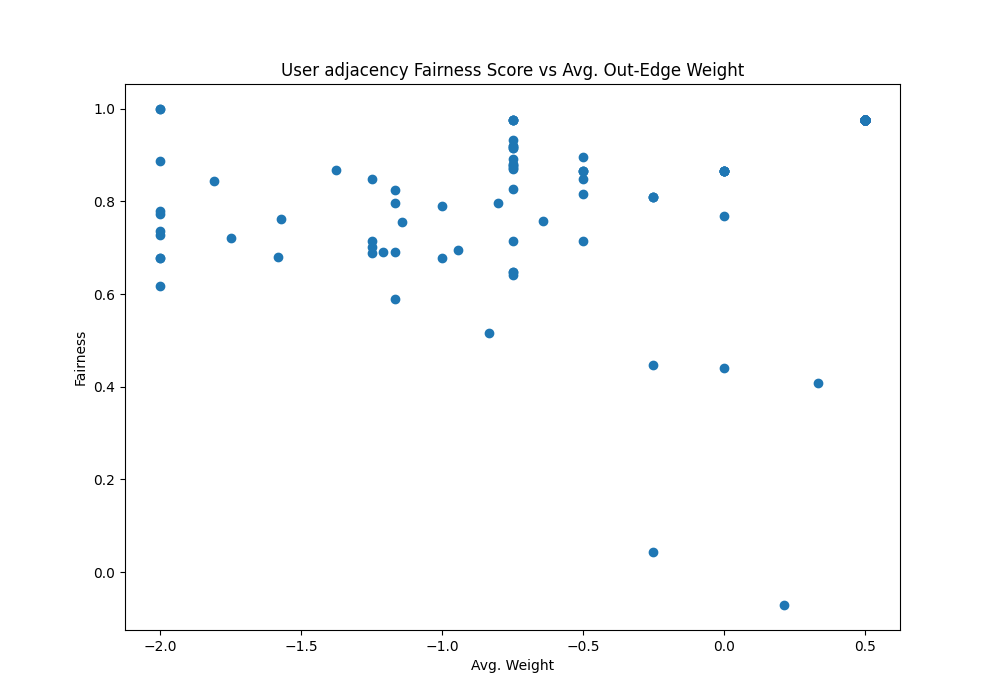 User adjacency Fairness Score vs Avg. Out-Edge Weight
1.0
0.8
0.6
0.4
0.2
0.0
Fairness
−2.0 −1.5 −1.0 −0.5 0.0 0.5
Avg. Weight